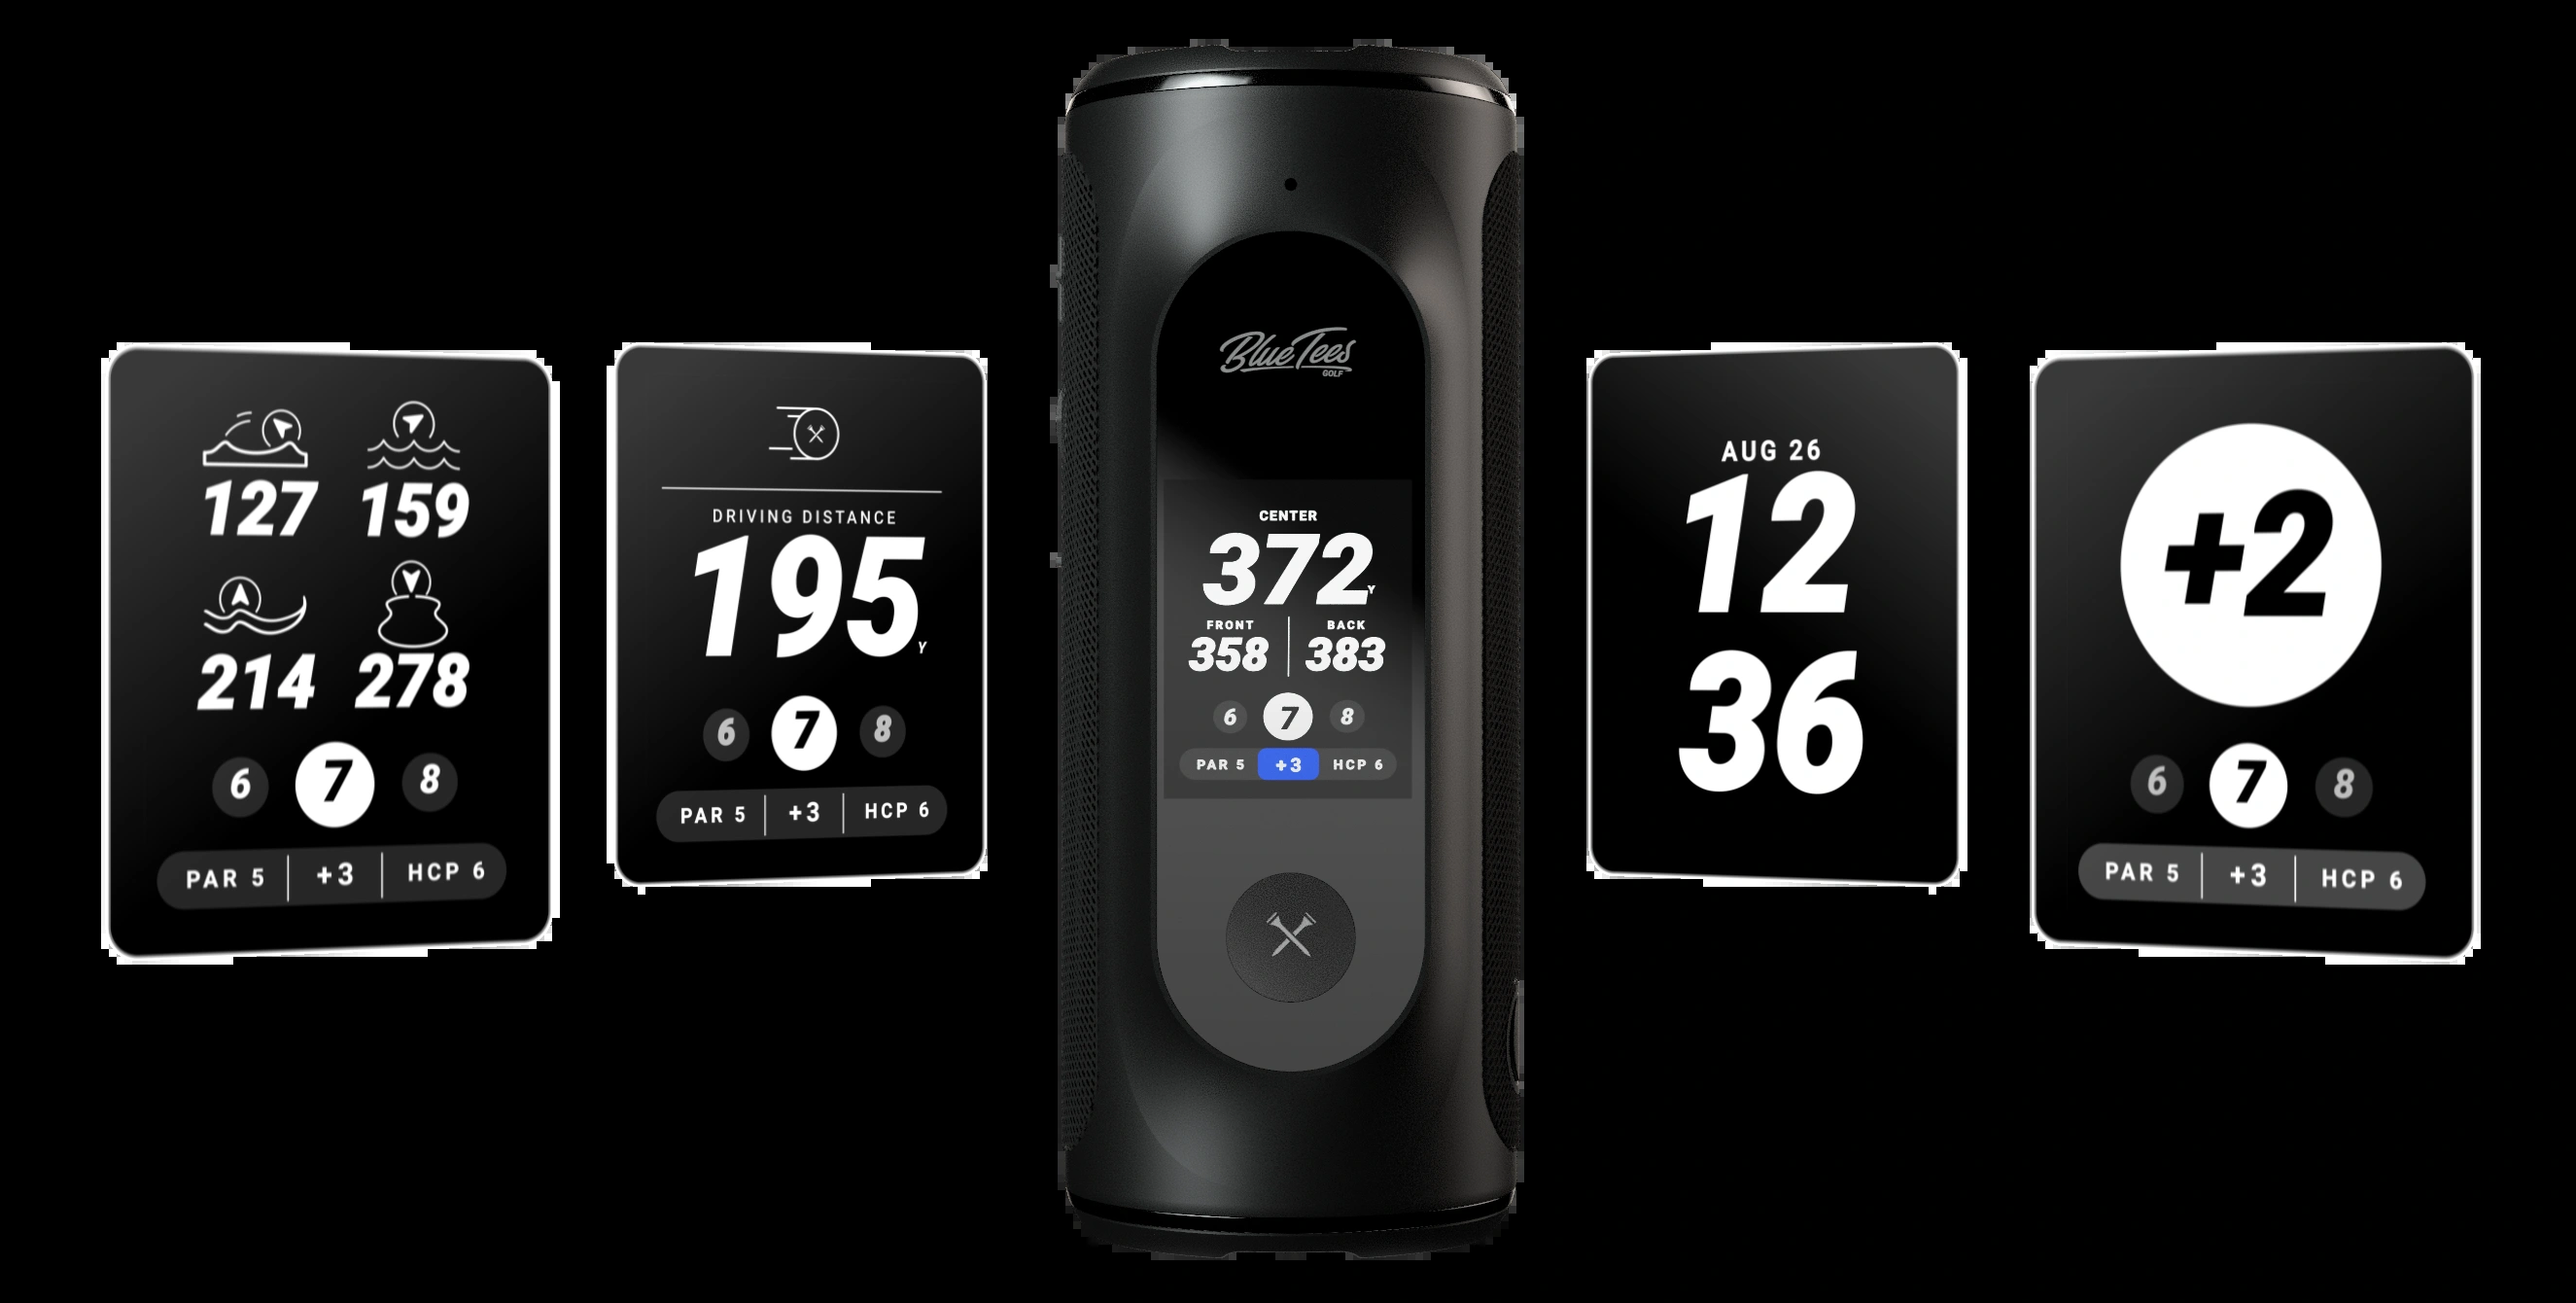 127 159
214 278
6 7 8
PAR 5 +3 HCP 6
DRIVING DISTANCE
195Y
6 7 8
PAR 5 +3 HCP 6
Blue Tees
GOLF
CENTER
372Y
FRONT BACK
358 383
6 7 8
PAR 5 +3 HCP 6
AUG 26
12
36
+2
6 7 8
PAR 5 +3 HCP 6